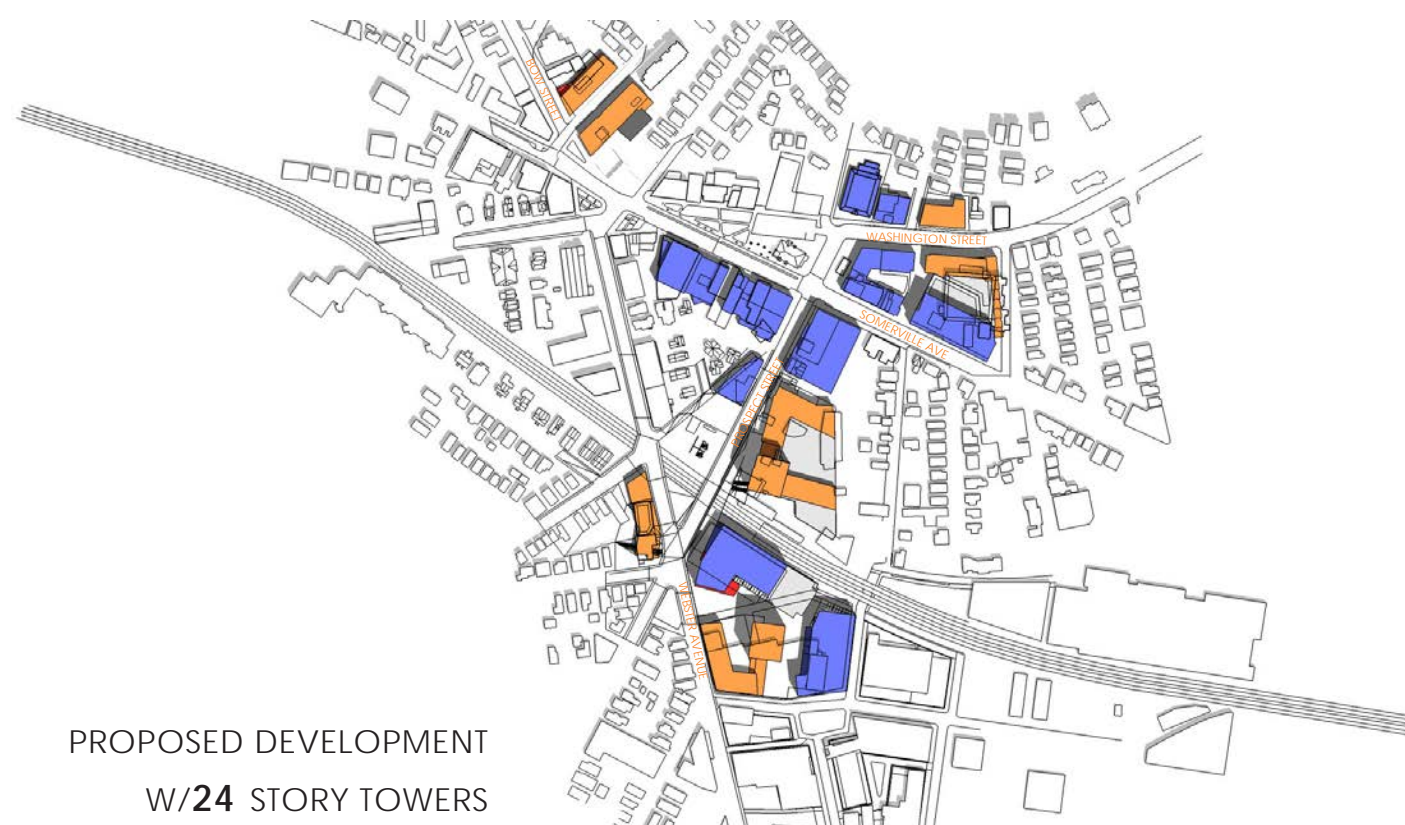 BOW STREET
WASHINGTON STREET
SOMERVILLE AVE
PROSPECT STREET
WEBSTER AVENUE
PROPOSED DEVELOPMENT
W/24 STORY TOWERS